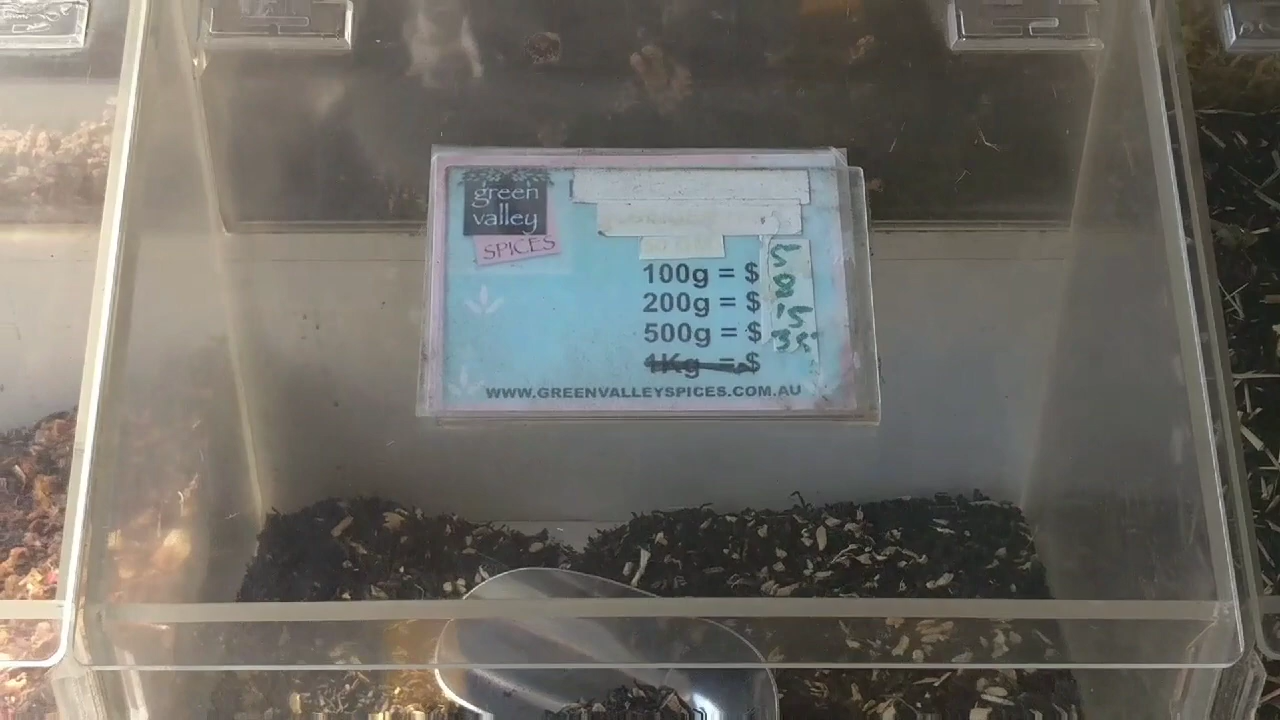 green
valley
SPICES
100g = $
200g = $
500g = $
1Kg = $
WWW.GREENVALLEYSPICES.COM.AU